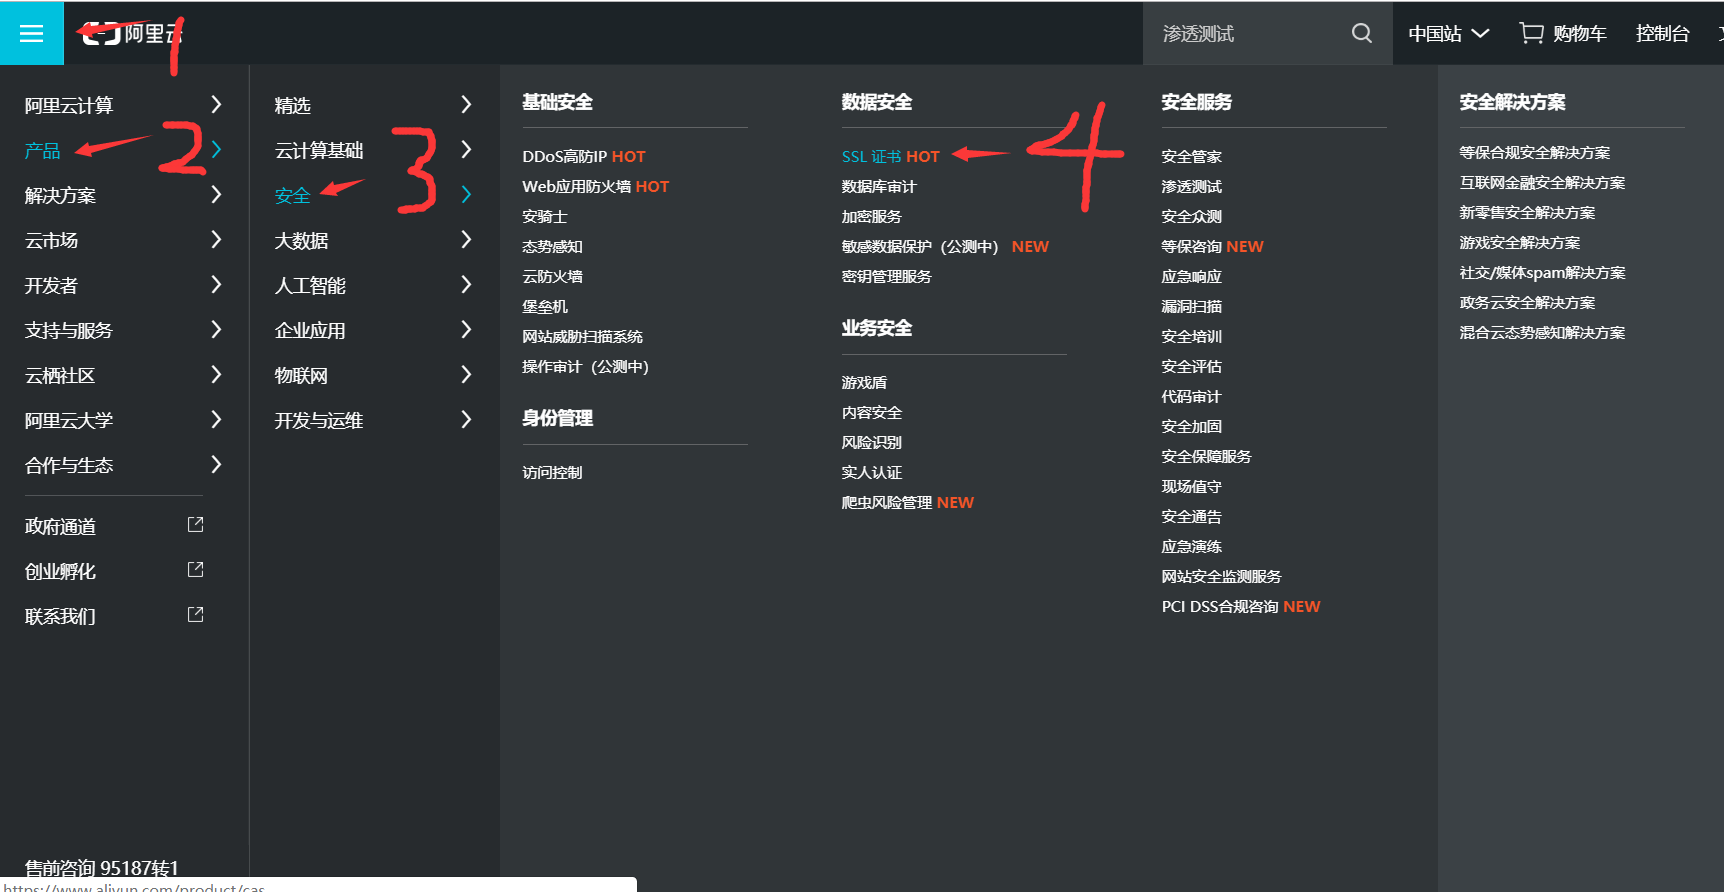 阿里云
1
渗透测试
中国站
购物车
控制台
阿里云计算
产品
2
解决方案
云市场
开发者
支持与服务
云栖社区
阿里云大学
合作与生态
政府通道
创业孵化
联系我们
售前咨询 95187转1
https://www.aliyun.com/product/cas
精选
云计算基础
安全
3
大数据
人工智能
企业应用
物联网
开发与运维
基础安全
DDoS高防IP HOT
Web应用防火墙 HOT
安骑士
态势感知
云防火墙
堡垒机
网站威胁扫描系统
操作审计（公测中）
身份管理
访问控制
数据安全
SSL 证书 HOT
4
数据库审计
加密服务
敏感数据保护（公测中） NEW
密钥管理服务
业务安全
游戏盾
内容安全
风险识别
实人认证
爬虫风险管理 NEW
安全服务
安全管家
渗透测试
安全众测
等保咨询 NEW
应急响应
漏洞扫描
安全培训
安全评估
代码审计
安全加固
安全保障服务
现场值守
安全通告
应急演练
网站安全监测服务
PCI DSS合规咨询 NEW
安全解决方案
等保合规安全解决方案
互联网金融安全解决方案
新零售安全解决方案
游戏安全解决方案
社交/媒体spam解决方案
政务云安全解决方案
混合云态势感知解决方案